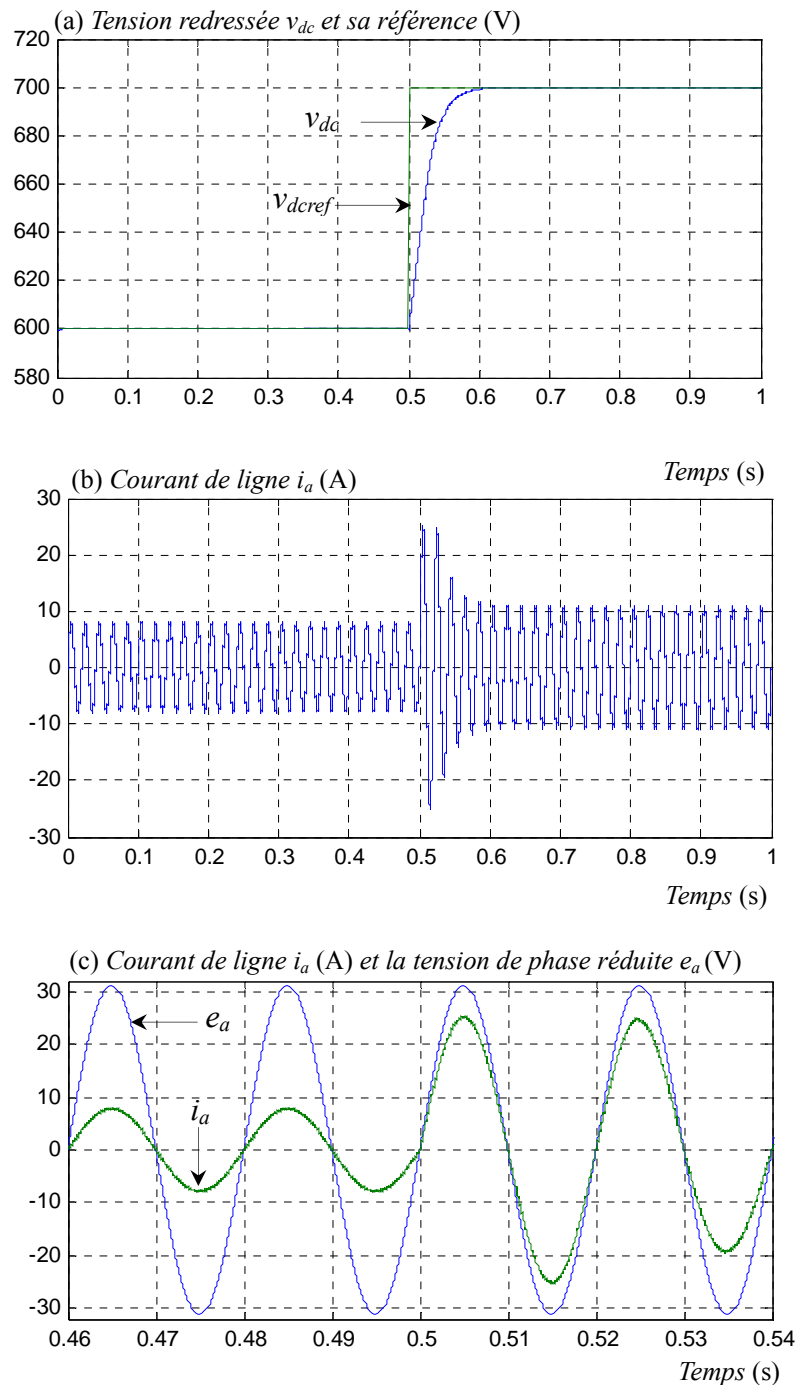 (a) Tension redressée vdc et sa référence (V)
720
700
680
660
640
620
600
580
vdc
vdcref
0 0.1 0.2 0.3 0.4 0.5 0.6 0.7 0.8 0.9 1
Temps (s)
(b) Courant de ligne ia (A)
30
20
10
0
-10
-20
-30
0 0.1 0.2 0.3 0.4 0.5 0.6 0.7 0.8 0.9 1
Temps (s)
(c) Courant de ligne ia (A) et la tension de phase réduite ea (V)
30
20
10
0
-10
-20
-30
ea
ia
0.46 0.47 0.48 0.49 0.5 0.51 0.52 0.53 0.54
Temps (s)